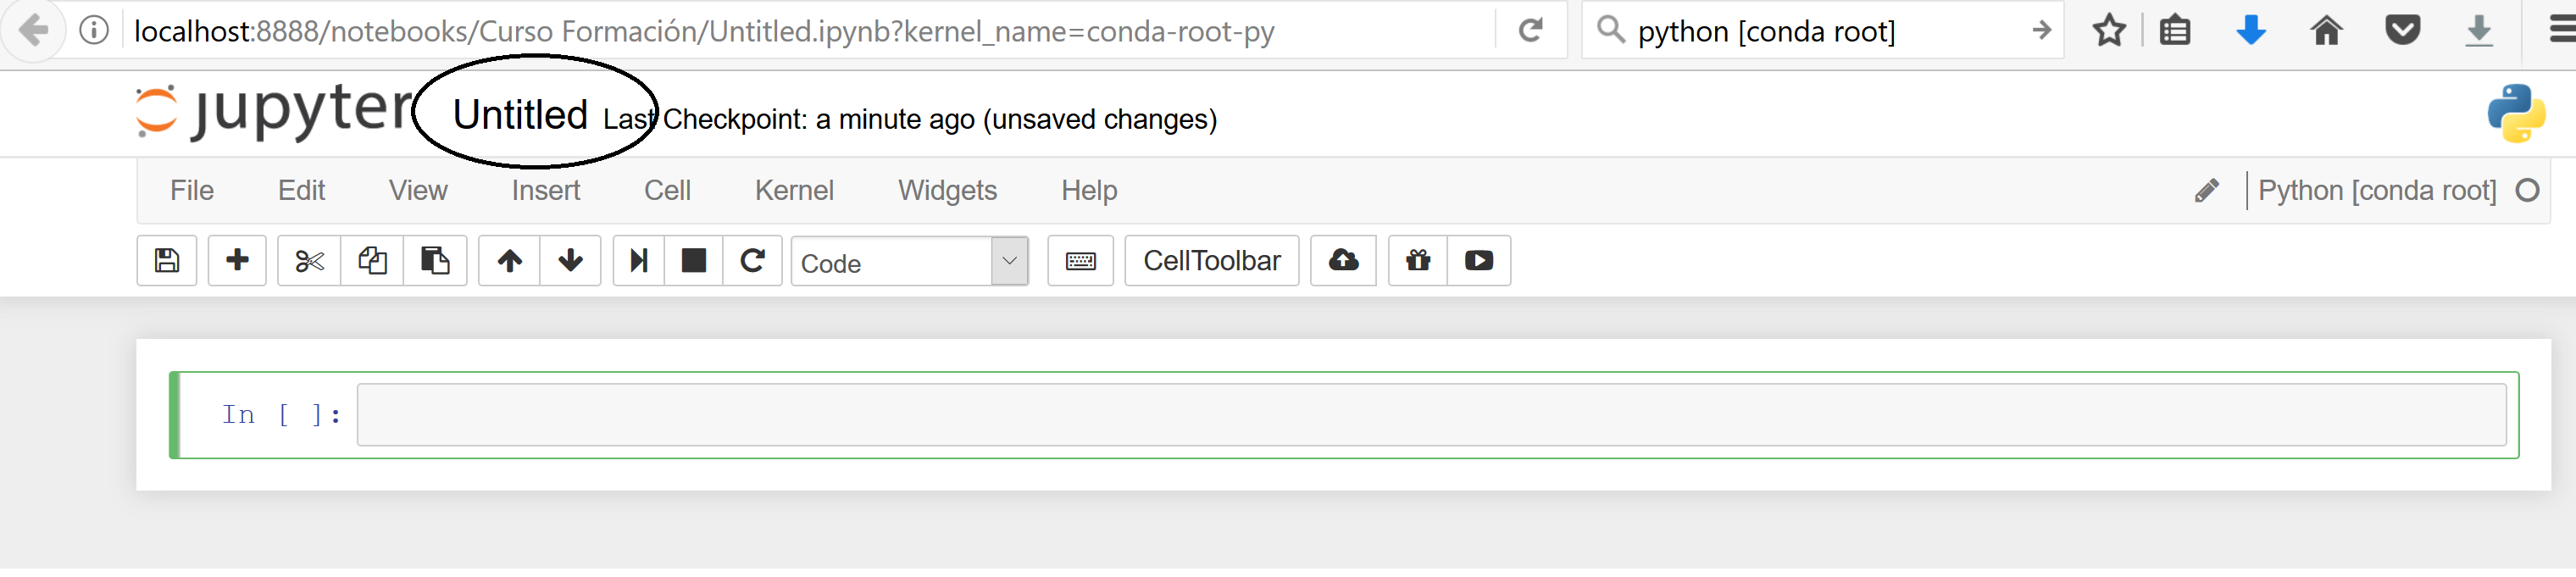 localhost:8888/notebooks/Curso Formación/Untitled.ipynb?kernel_name=conda-root-py python [conda root]
jupyter Untitled Last Checkpoint: a minute ago (unsaved changes)
File Edit View Insert Cell Kernel Widgets Help Python [conda root]
Code CellToolbar
In [ ]: